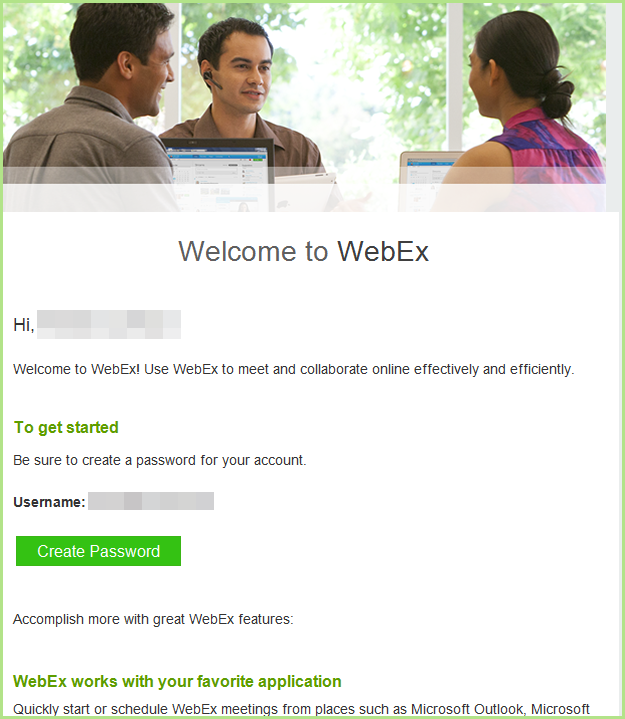 Welcome to WebEx
Hi,
Welcome to WebEx! Use WebEx to meet and collaborate online effectively and efficiently.
To get started
Be sure to create a password for your account.
Username:
Create Password
Accomplish more with great WebEx features:
WebEx works with your favorite application
Quickly start or schedule WebEx meetings from places such as Microsoft Outlook, Microsoft